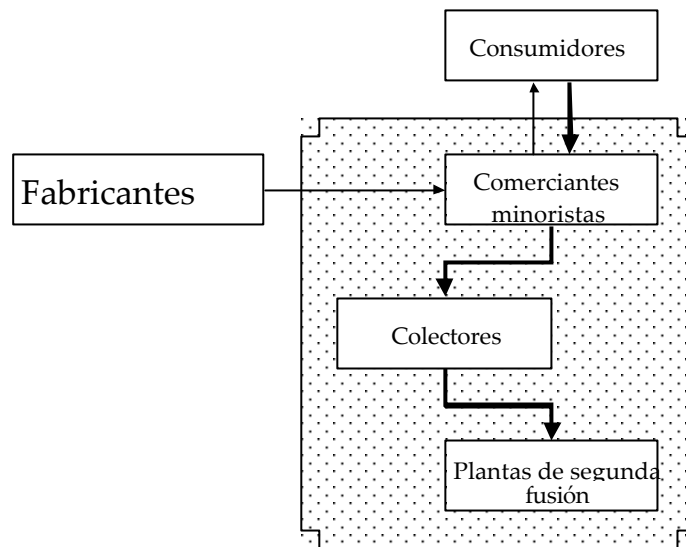 Consumidores
Fabricantes
Comerciantes
minoristas
Colectores
Plantas de segunda
fusión